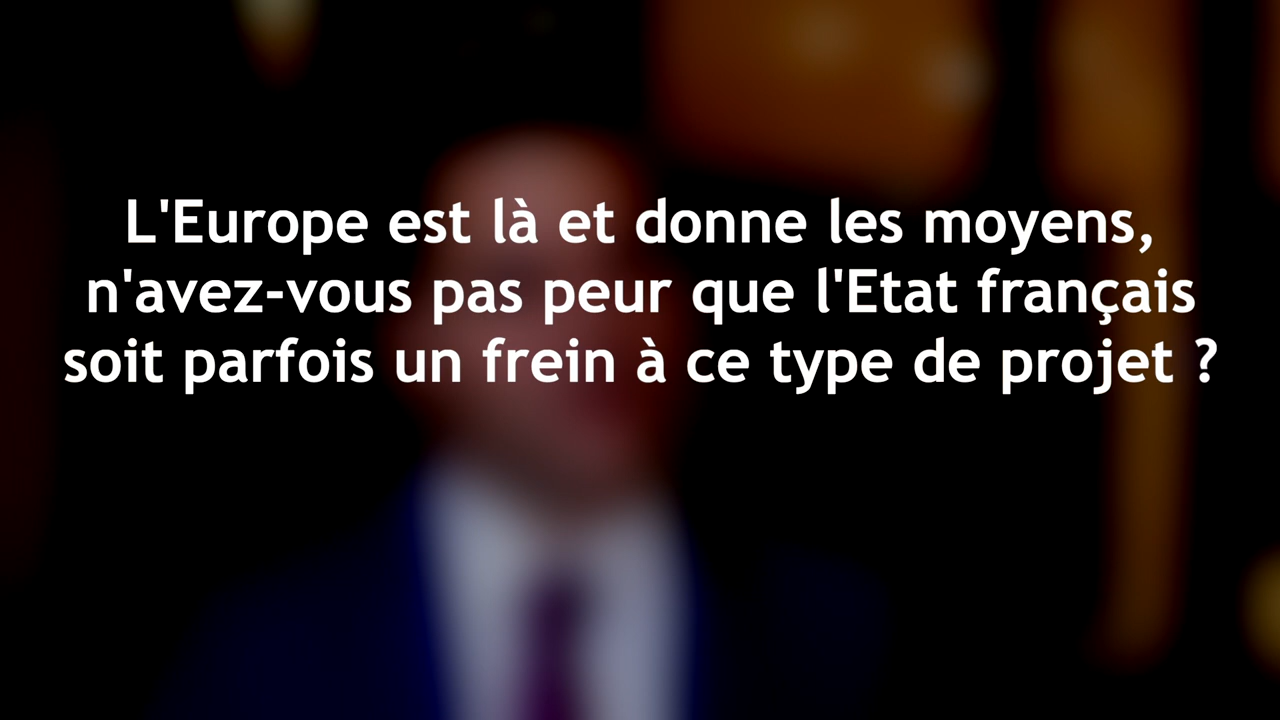 L'Europe est là et donne les moyens,
n'avez-vous pas peur que l'Etat français
soit parfois un frein à ce type de projet ?